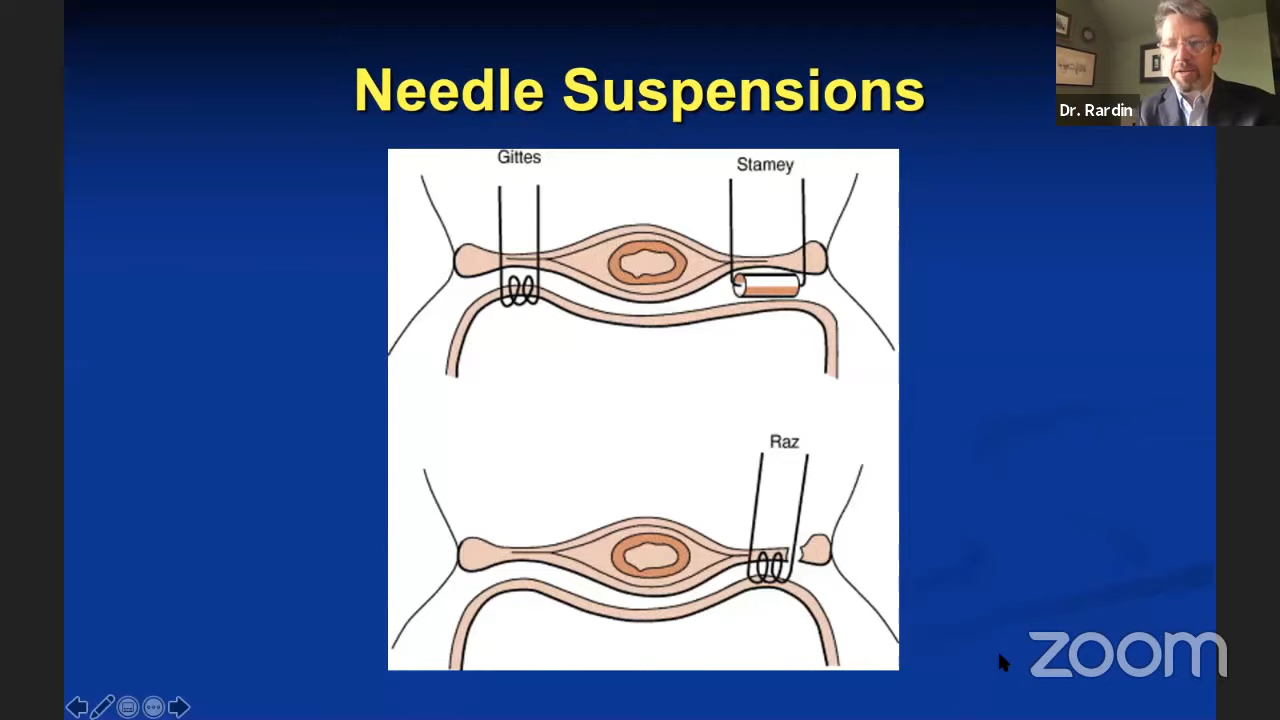 Needle Suspensions
Dr. Rardin
Gittes
Stamey
Raz
zoom